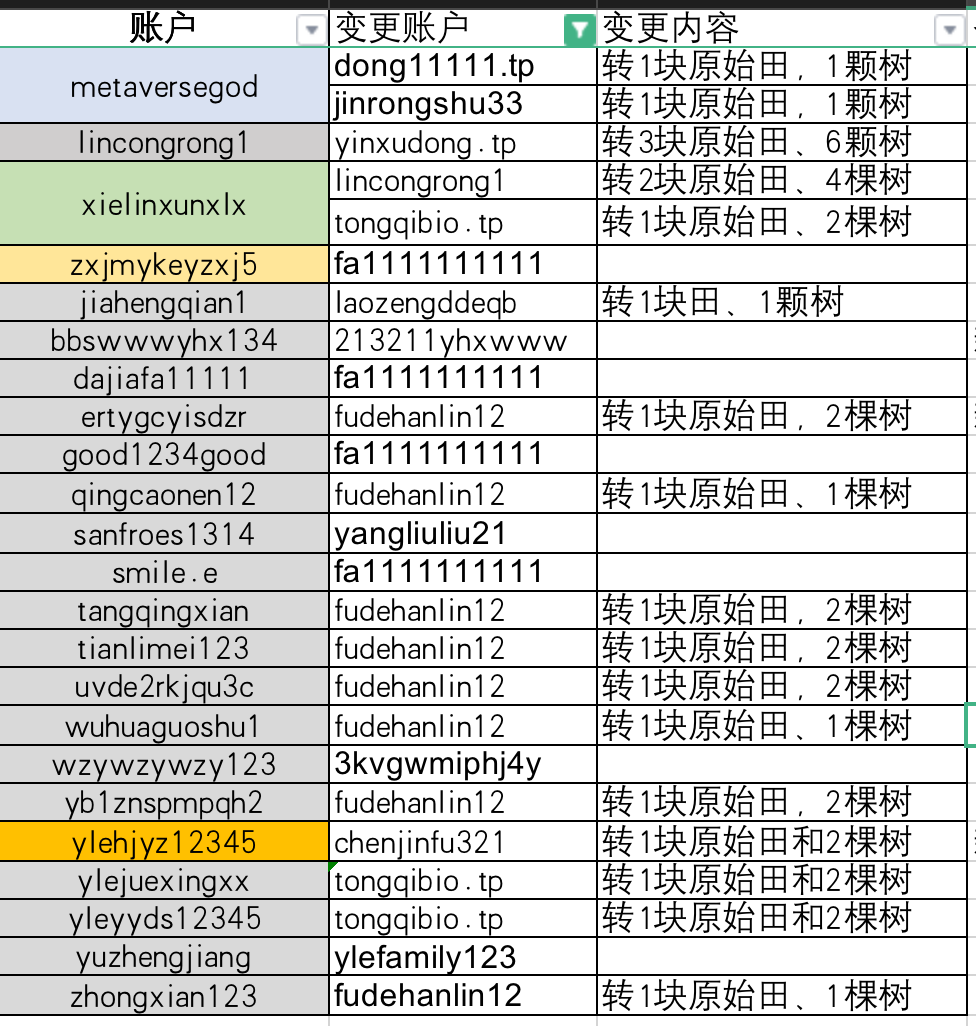 账户 变更账户 变更内容
metaversegod dong11111.tp 转1块原始田，1颗树
jinrongshu33 转1块原始田，1颗树
lincongrong1 yinxudong.tp 转3块原始田、6颗树
xielinxunxlx lincongrong1 转2块原始田、4棵树
tongqibio.tp 转1块原始田、2棵树
zxjmykeyzxj5 fa1111111111
jiahengqian1 laozengddeqb 转1块田、1颗树
bbswwwyhx134 213211yhxwww
dajiafa11111 fa1111111111
ertygcyisdzr fudehanlin12 转1块原始田，2棵树
good1234good fa1111111111
qingcaonen12 fudehanlin12 转1块原始田、1棵树
sanfroes1314 yangliuliu21
smile.e fa1111111111
tangqingxian fudehanlin12 转1块原始田，2棵树
tianlimei123 fudehanlin12 转1块原始田，2棵树
uvde2rkjqu3c fudehanlin12 转1块原始田，2棵树
wuhuaguoshu1 fudehanlin12 转1块原始田、1棵树
wzywzywzy123 3kvgwmiphj4y
yb1znspmpqh2 fudehanlin12 转1块原始田，2棵树
ylehjyz12345 chenjinfu321 转1块原始田和2棵树
ylejuexingxx tongqibio.tp 转1块原始田和2棵树
yleyyds12345 tongqibio.tp 转1块原始田和2棵树
yuzhengjiang ylefamily123
zhongxian123 fudehanlin12 转1块原始田、1棵树